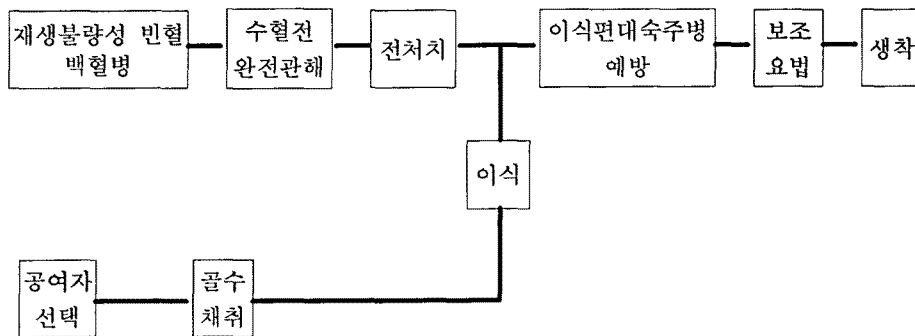 재생불량성 빈혈
백혈병
수혈전
완전관해
전처치
이식편대숙주병
예방
보조
요법
생착
이식
공여자
선택
골수
채취